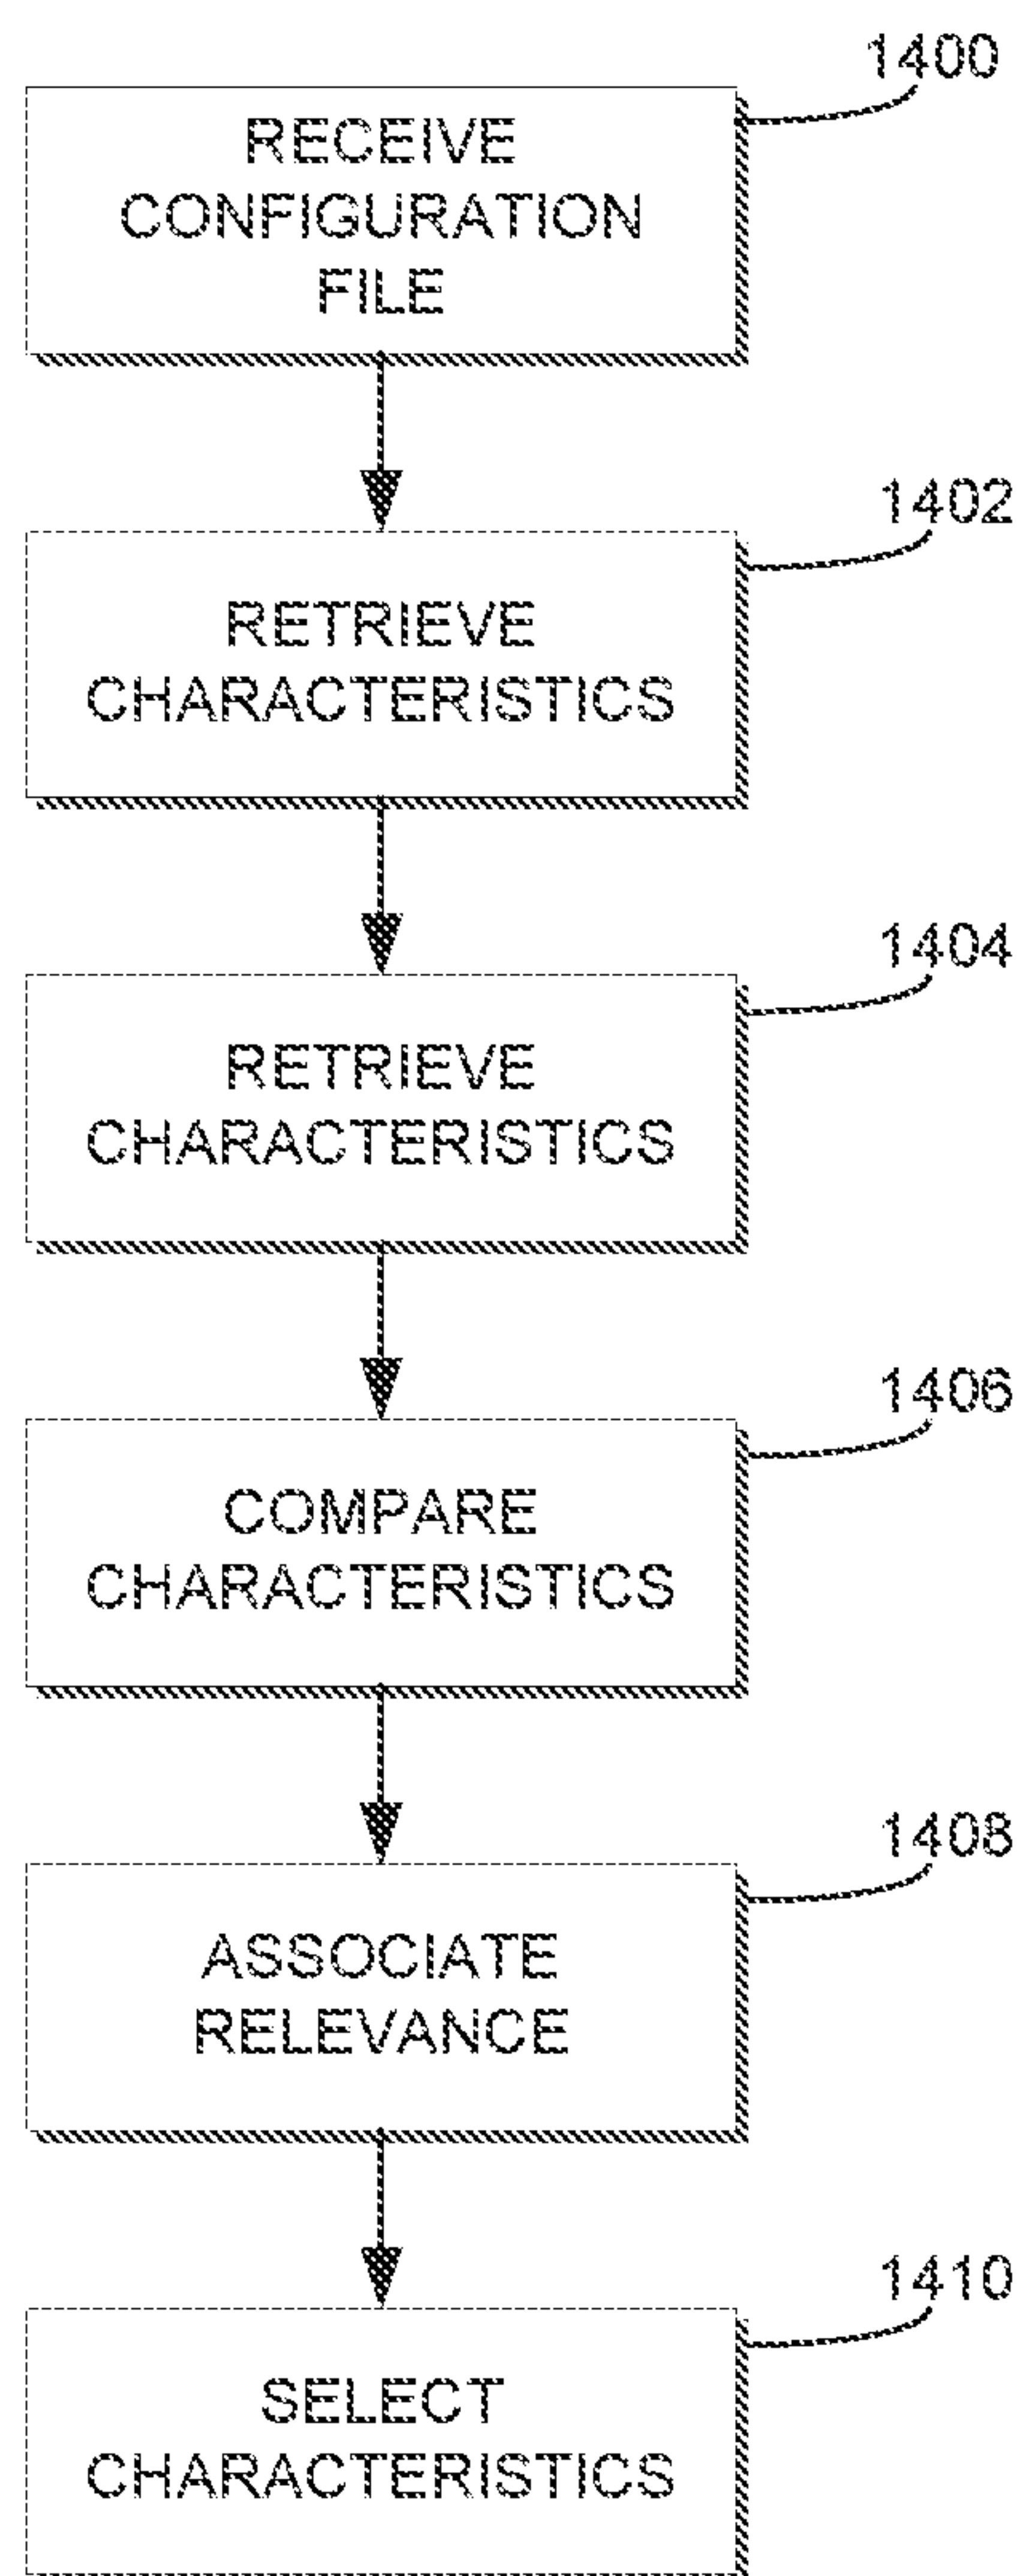 1400
RECEIVE
CONFIGURATION
FILE
1402
RETRIEVE
CHARACTERISTICS
1404
RETRIEVE
CHARACTERISTICS
1406
COMPARE
CHARACTERISTICS
1408
ASSOCIATE
RELEVANCE
1410
SELECT
CHARACTERISTICS